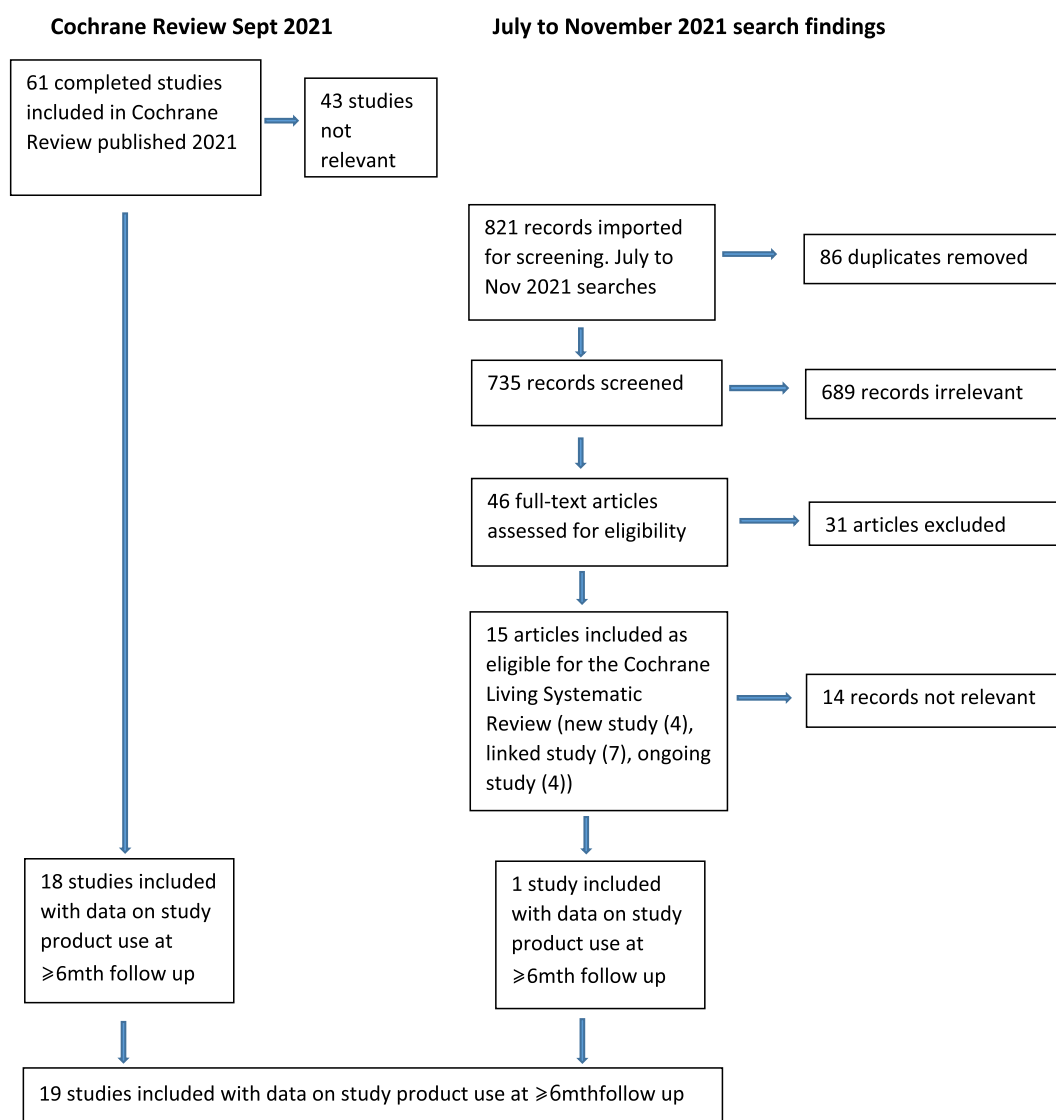 Cochrane Review Sept 2021
July to November 2021 search findings
61 completed studies
included in Cochrane
Review published 2021
43 studies
not
relevant
821 records imported
for screening. July to
Nov 2021 searches
86 duplicates removed
735 records screened
689 records irrelevant
46 full-text articles
assessed for eligibility
31 articles excluded
15 articles included as
eligible for the Cochrane
Living Systematic
Review (new study (4),
linked study (7), ongoing
study (4))
14 records not relevant
18 studies included
with data on study
product use at
⩾6mth follow up
1 study included
with data on study
product use at
⩾6mth follow up
19 studies included with data on study product use at ⩾6mthfollow up